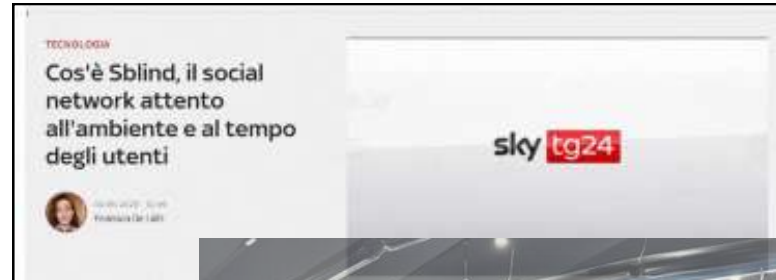 TECNOLOGIA
Cos'è Sblind, il social
network attento
all'ambiente e al tempo
degli utenti
sky tg24